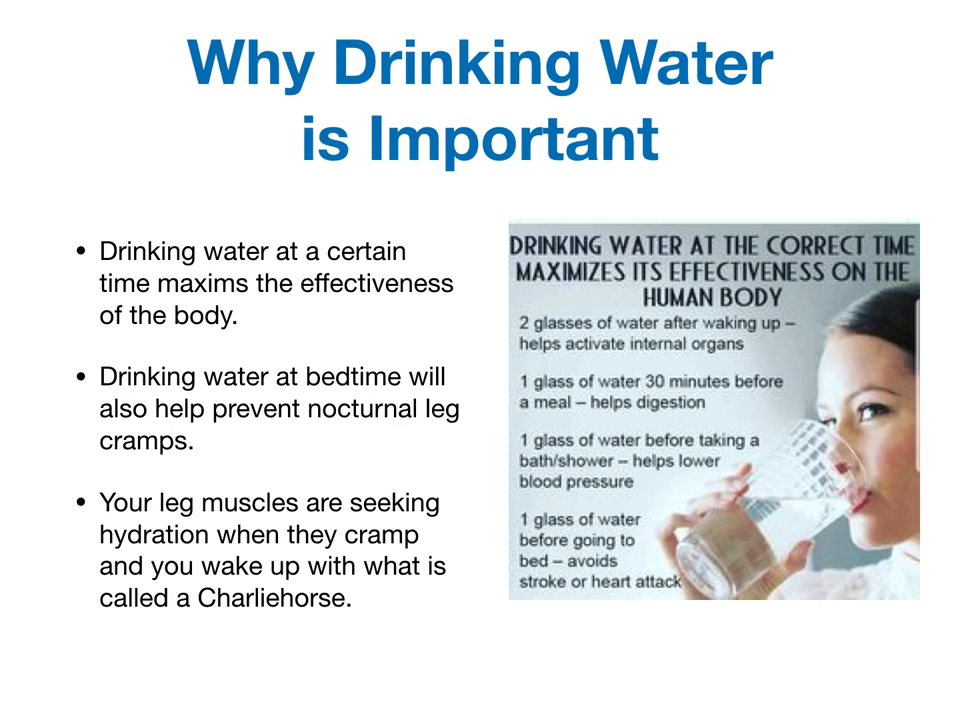 Why Drinking Water
is Important
• Drinking water at a certain
time maxims the effectiveness
of the body.
• Drinking water at bedtime will
also help prevent nocturnal leg
cramps.
• Your leg muscles are seeking
hydration when they cramp
and you wake up with what is
called a Charliehorse.
DRINKING WATER AT THE CORRECT TIME
MAXIMIZES ITS EFFECTIVENESS ON THE
HUMAN BODY
2 glasses of water after waking up –
helps activate internal organs
1 glass of water 30 minutes before
a meal – helps digestion
1 glass of water before taking a
bath/shower – helps lower
blood pressure
1 glass of water
before going to
bed – avoids
stroke or heart attack